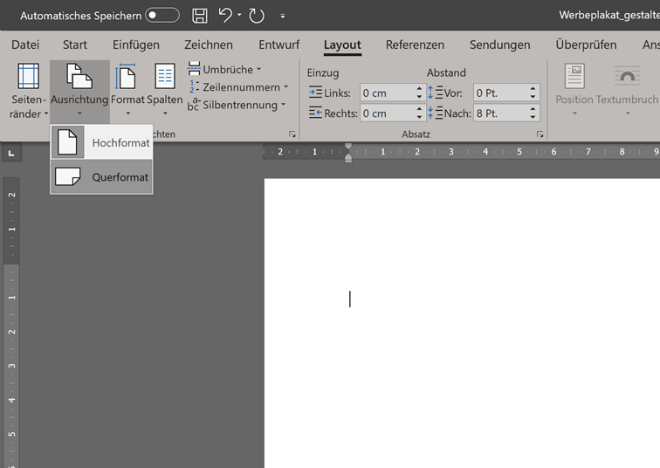 Automatisches Speichern
Werbeplakat_gestalte
Datei Start Einfügen Zeichnen Entwurf Layout Referenzen Sendungen Überprüfen Ans
Seiten-
ränder
Ausrichtung
Format
Spalten
Umbrüche
Zeilennummern
Silbentrennung
Einzug
Links: 0 cm
Rechts: 0 cm
Abstand
Vor: 0 Pt.
Nach: 8 Pt.
Position
Textumbruch
chten
Absatz
Hochformat
Querformat
2 1 1 2 3 4 5 6 7 8 9
2
1
1
2
3
4
5